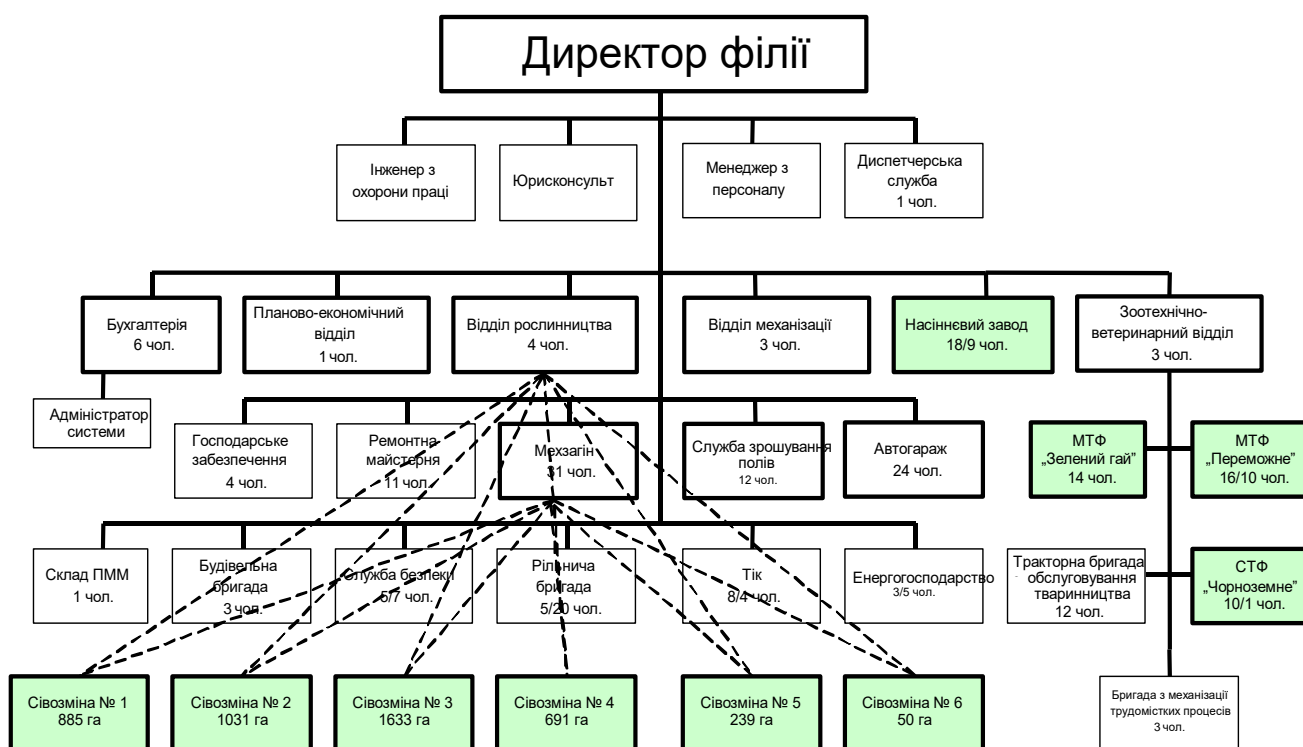 Директор філії
Інженер з
охорони праці
Юрисконсульт
Менеджер з
персоналу
Диспетчерська
служба
1 чол.
Бухгалтерія
6 чол.
Планово-економічний
відділ
1 чол.
Відділ рослинництва
4 чол.
Відділ механізації
3 чол.
Насіннєвий завод
18/9 чол.
Зоотехнічно-
ветеринарний відділ
3 чол.
Адміністратор
системи
Господарське
забезпечення
4 чол.
Ремонтна
майстерня
11 чол.
Мехзагін
31 чол.
Служба зрошування
полів
12 чол.
Автогараж
24 чол.
МТФ
„Зелений гай”
14 чол.
МТФ
„Переможне”
16/10 чол.
Склад ПММ
1 чол.
Будівельна
бригада
3 чол.
Служба безпеки
5/7 чол.
Рільнича
бригада
5/20 чол.
Тік
8/4 чол.
Енергогосподарство
3/5 чол.
Тракторна бригада
обслуговування
тваринництва
12 чол.
СТФ
„Чорноземне”
10/1 чол.
Сівозміна № 1
885 га
Сівозміна № 2
1031 га
Сівозміна № 3
1633 га
Сівозміна № 4
691 га
Сівозміна № 5
239 га
Сівозміна № 6
50 га
Бригада з механізації
трудомістких процесів
3 чол.